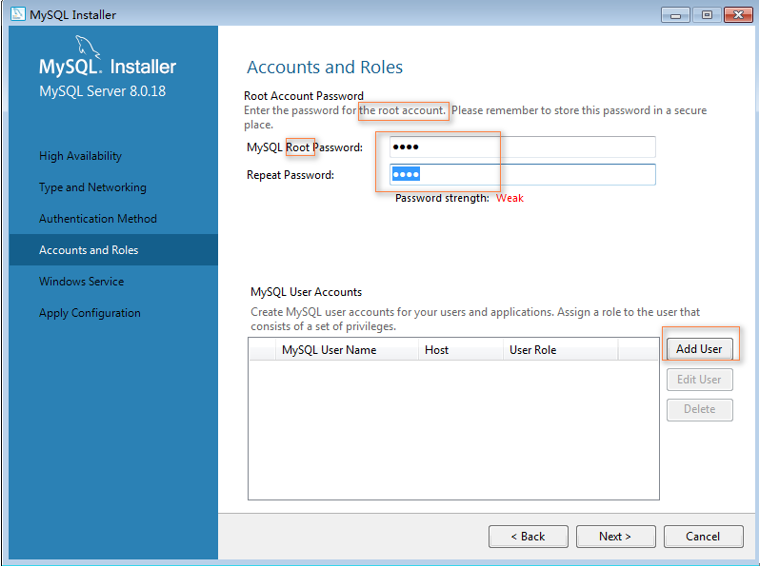 MySQL Installer
MySQL. Installer
MySQL Server 8.0.18
High Availability
Type and Networking
Authentication Method
Accounts and Roles
Windows Service
Apply Configuration
Accounts and Roles
Root Account Password
Enter the password for the root account. Please remember to store this password in a secure
place.
MySQL Root Password: ●●●●
Repeat Password: ●●●●
Password strength: Weak
MySQL User Accounts
Create MySQL user accounts for your users and applications. Assign a role to the user that
consists of a set of privileges.
MySQL User Name Host User Role
Add User
Edit User
Delete
< Back Next > Cancel